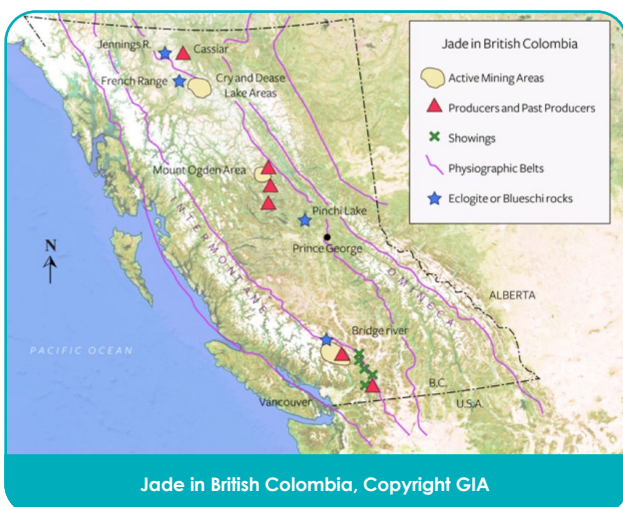 Jade in British Colombia
Active Mining Areas
Producers and Past Producers
Showings
Physiographic Belts
Eclogite or Blueschi rocks
Jennings R.
Cassiar
French Range
Cry and Dease
Lake Areas
Mount Ogden Area
Pinchi Lake
Prince George
N
INTERMONTANE
OMINECA
ALBERTA
Bridge river
PACIFIC OCEAN
B.C.
U.S.A.
Vancouver
Jade in British Colombia, Copyright GIA